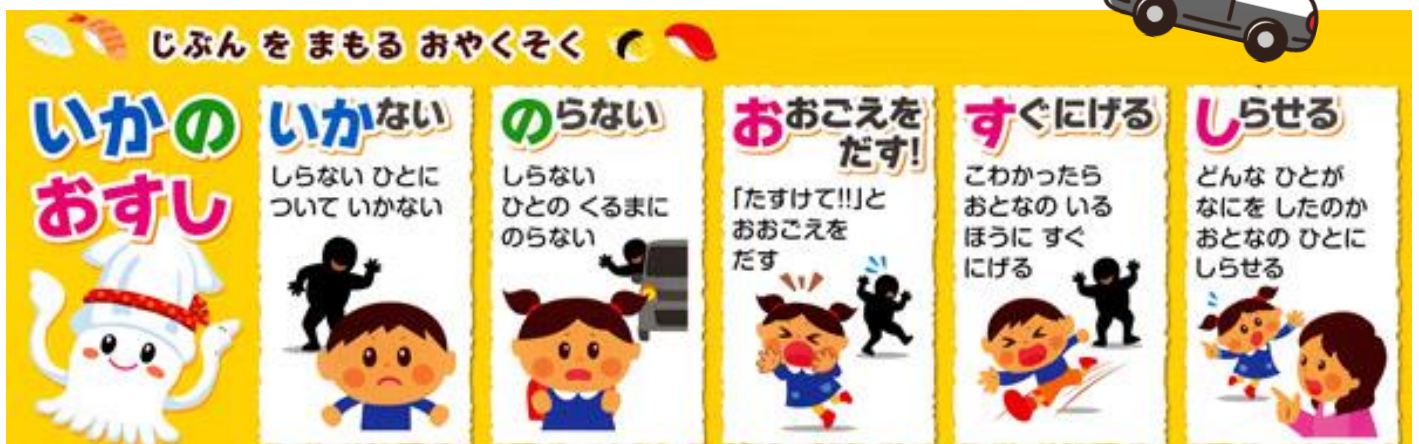 じぶん を まもる おやくそく
いかの
おすし
いかない
しらない ひとに
ついて いかない
のらない
しらない
ひとの くるまに
のらない
おおごえを
だす!
「たすけて!!」と
おおごえを
だす
すぐにげる
こわかったら
おとなの いる
ほうに すぐ
にげる
しらせる
どんな ひとが
なにを したのか
おとなの ひとに
しらせる